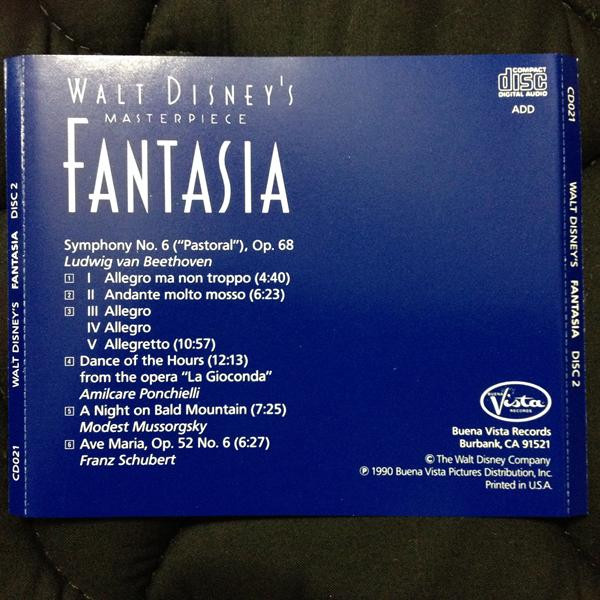 WALT DISNEY'S
MASTERPIECE
FANTASIA
COMPACT
disc
DIGITAL AUDIO
ADD
Symphony No. 6 ("Pastoral"), Op. 68
Ludwig van Beethoven
1 I Allegro ma non troppo (4:40)
2 II Andante molto mosso (6:23)
3 III Allegro
IV Allegro
V Allegretto (10:57)
4 Dance of the Hours (12:13)
from the opera "La Gioconda"
Amilcare Ponchielli
5 A Night on Bald Mountain (7:25)
Modest Mussorgsky
6 Ave Maria, Op. 52 No. 6 (6:27)
Franz Schubert
BUENA
Vista
RECORDS
Buena Vista Records
Burbank, CA 91521
© The Walt Disney Company
℗ 1990 Buena Vista Pictures Distribution, Inc.
Printed in U.S.A.
CD021 WALT DISNEY'S FANTASIA DISC 2
CD021 WALT DISNEY'S FANTASIA DISC 2